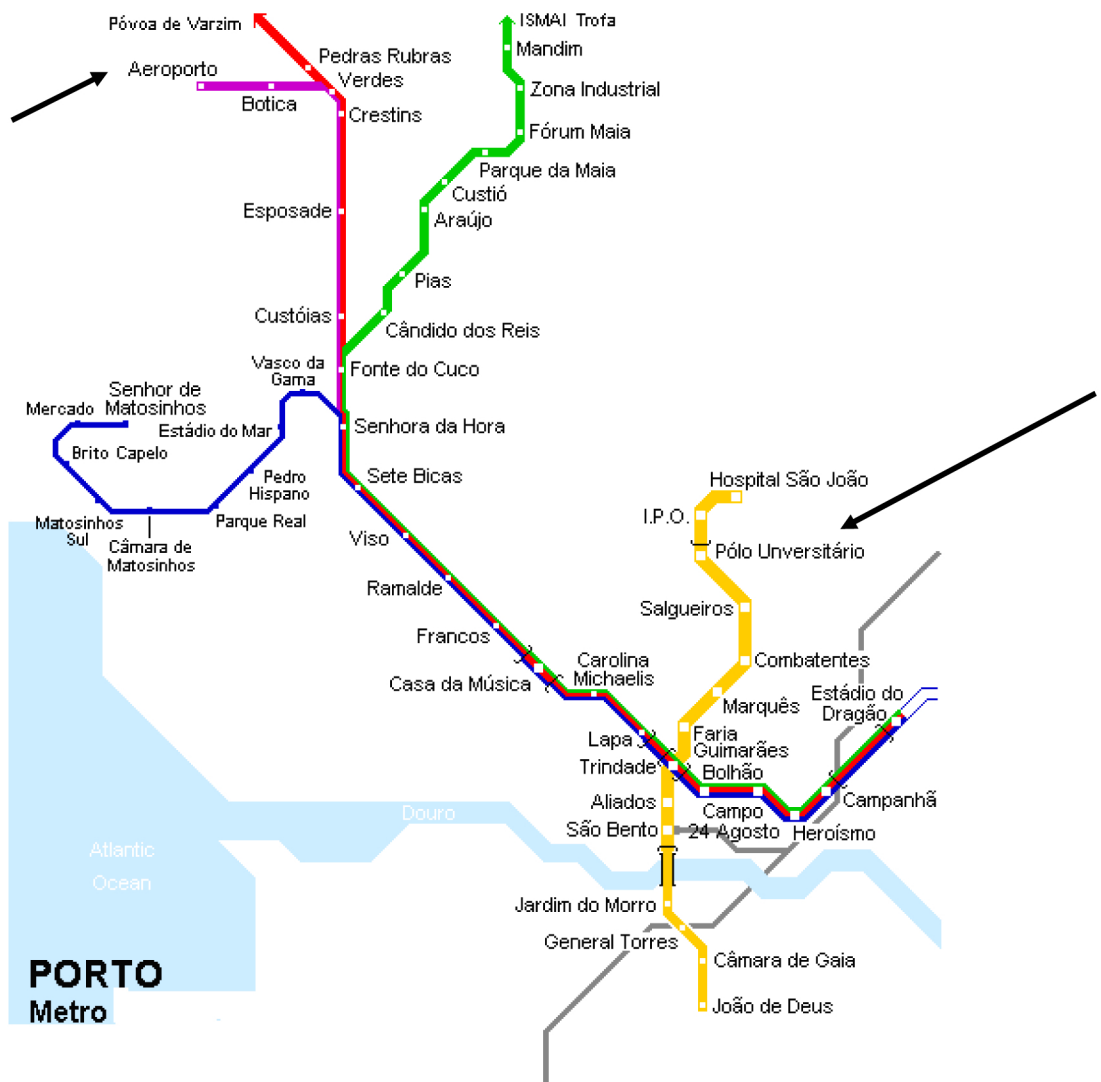 Póvoa de Varzim
ISMAI Trofa
Mandim
Pedras Rubras
Aeroporto
Verdes
Botica
Crestins
Zona Industrial
Fórum Maia
Parque da Maia
Custió
Esposade
Araújo
Pias
Custóias
Cândido dos Reis
Vasco da
Gama
Fonte do Cuco
Senhor de
Matosinhos
Mercado
Estádio do Mar
Senhora da Hora
Brito Capelo
Pedro
Hispano
Sete Bicas
Hospital São João
Matosinhos
Sul
Parque Real
I.P.O.
Câmara de
Matosinhos
Viso
Pólo Unversitário
Ramalde
Salgueiros
Francos
Carolina
Michaelis
Combatentes
Casa da Música
Marquês
Estádio do
Dragão
Lapa
Faria
Guimarães
Trindade
Bolhão
Aliados
Campo
24 Agosto
Campanhã
Douro
São Bento
Heroísmo
Atlantic
Ocean
Jardim do Morro
General Torres
Câmara de Gaia
PORTO
Metro
João de Deus